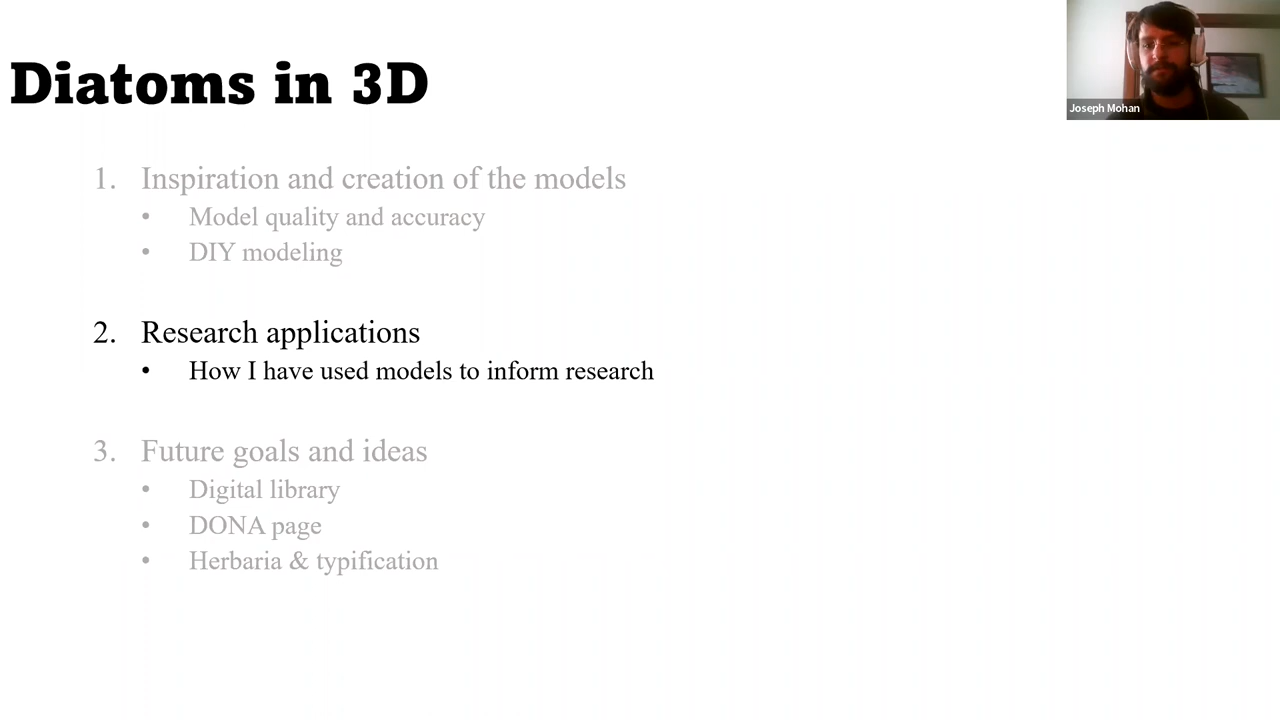 Diatoms in 3D
Joseph Mohan
1. Inspiration and creation of the models
• Model quality and accuracy
• DIY modeling
2. Research applications
• How I have used models to inform research
3. Future goals and ideas
• Digital library
• DONA page
• Herbaria & typification